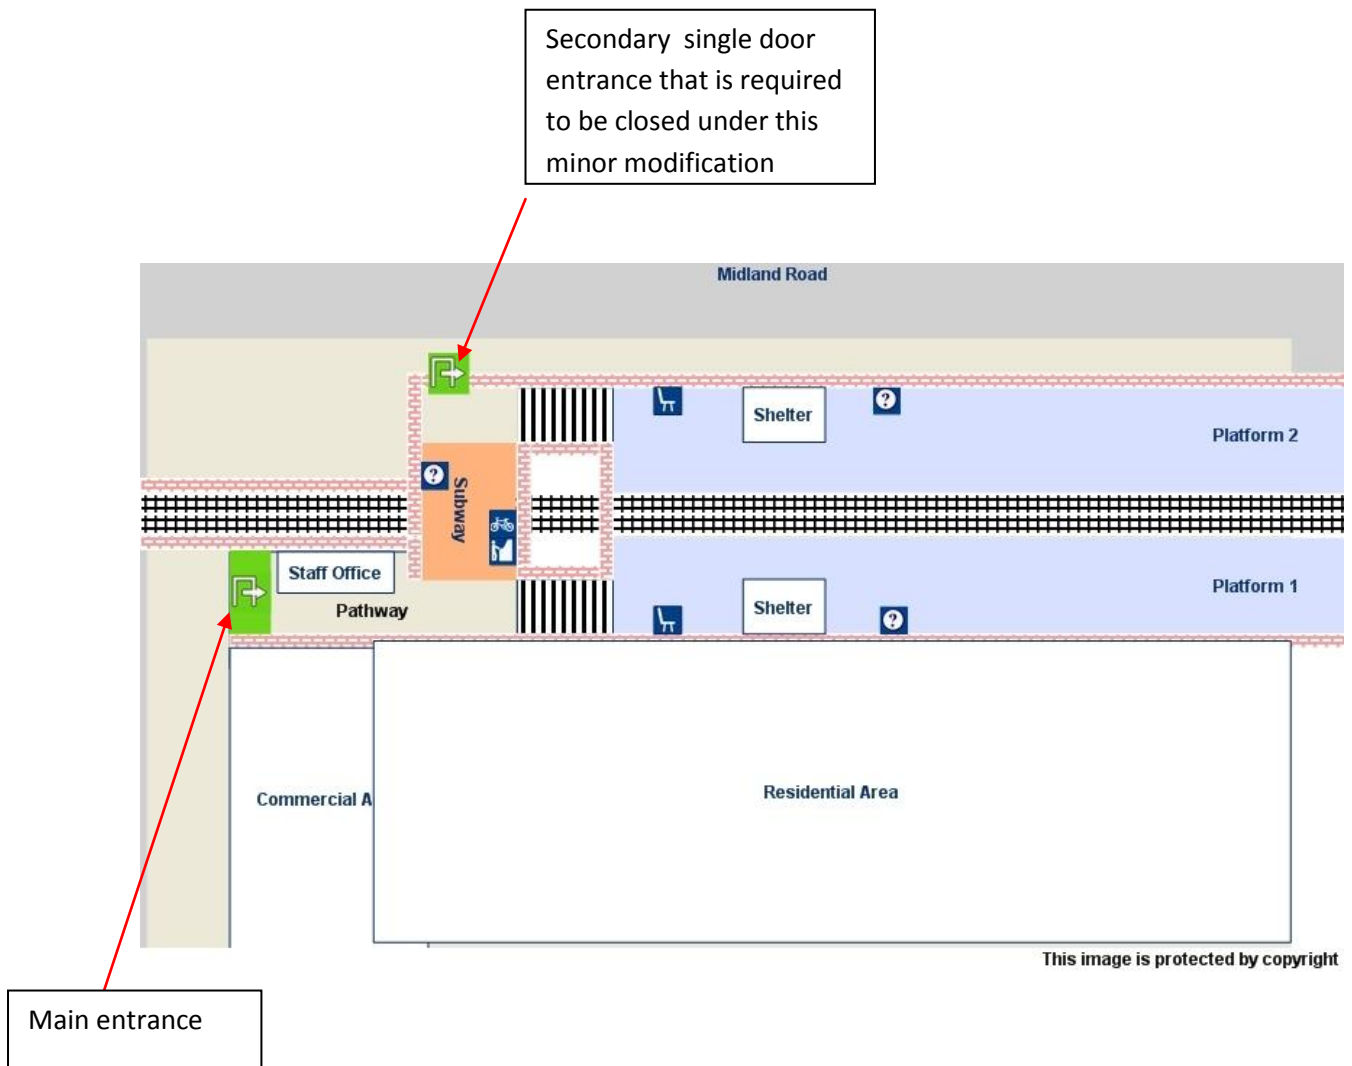 Secondary  single door
entrance that is required
to be closed under this
minor modification
Midland Road
?
Shelter
Platform 2
?
Subway
Staff Office
Pathway
Shelter
?
Platform 1
Commercial A
Residential Area
This image is protected by copyright
Main entrance